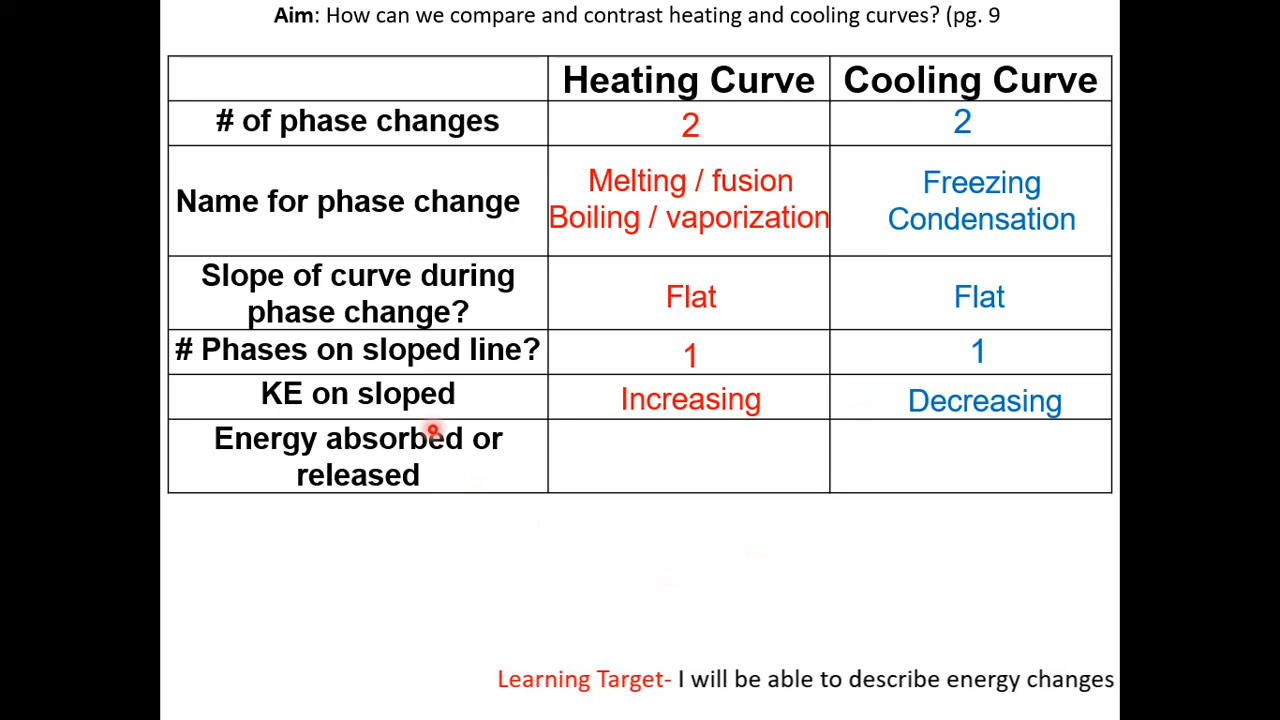 Aim: How can we compare and contrast heating and cooling curves? (pg. 9
Heating Curve Cooling Curve
# of phase changes 2 2
Name for phase change
Melting / fusion
Boiling / vaporization
Freezing
Condensation
Slope of curve during
phase change?
Flat Flat
# Phases on sloped line? 1 1
KE on sloped Increasing Decreasing
Energy absorbed or
released
Learning Target- I will be able to describe energy changes